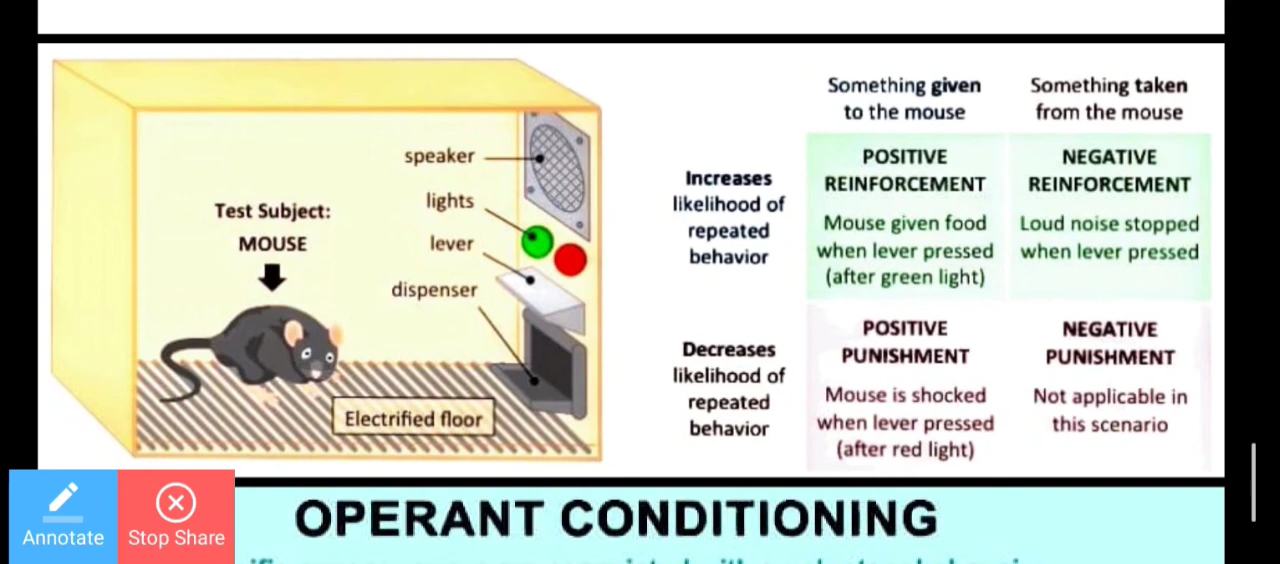 Something given
to the mouse
Something taken
from the mouse
speaker
lights
lever
dispenser
Test Subject:
MOUSE
Electrified floor
Increases
likelihood of
repeated
behavior
POSITIVE
REINFORCEMENT
Mouse given food
when lever pressed
(after green light)
NEGATIVE
REINFORCEMENT
Loud noise stopped
when lever pressed
Decreases
likelihood of
repeated
behavior
POSITIVE
PUNISHMENT
Mouse is shocked
when lever pressed
(after red light)
NEGATIVE
PUNISHMENT
Not applicable in
this scenario
Annotate
Stop Share
OPERANT CONDITIONING